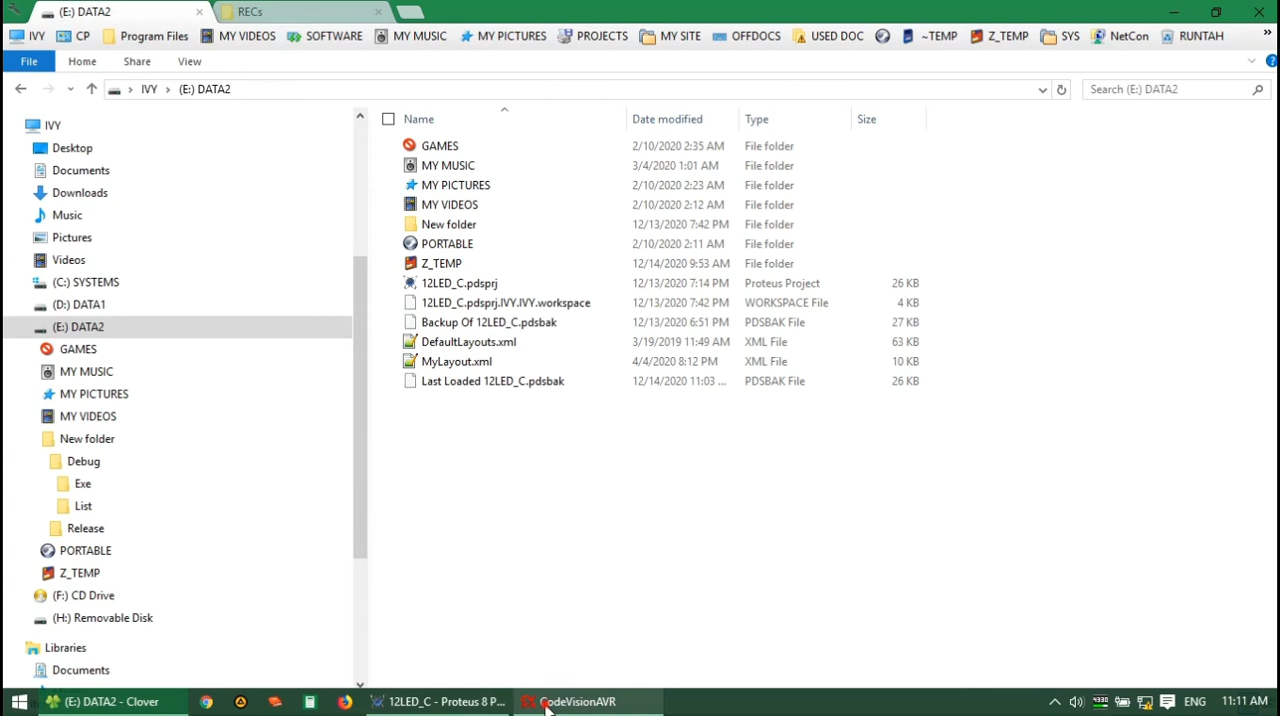 (E:) DATA2
RECs
IVY CP Program Files MY VIDEOS SOFTWARE MY MUSIC MY PICTURES PROJECTS MY SITE OFFDOCS USED DOC ~TEMP Z_TEMP SYS NetCon RUNTAH »
File Home Share View
IVY › (E:) DATA2
Search (E:) DATA2
IVY
Desktop
Documents
Downloads
Music
Pictures
Videos
(C:) SYSTEMS
(D:) DATA1
(E:) DATA2
GAMES
MY MUSIC
MY PICTURES
MY VIDEOS
New folder
Debug
Exe
List
Release
PORTABLE
Z_TEMP
(F:) CD Drive
(H:) Removable Disk
Libraries
Documents
Name Date modified Type Size
GAMES 2/10/2020 2:35 AM File folder
MY MUSIC 3/4/2020 1:01 AM File folder
MY PICTURES 2/10/2020 2:23 AM File folder
MY VIDEOS 2/10/2020 2:12 AM File folder
New folder 12/13/2020 7:42 PM File folder
PORTABLE 2/10/2020 2:11 AM File folder
Z_TEMP 12/14/2020 9:53 AM File folder
12LED_C.pdsprj 12/13/2020 7:14 PM Proteus Project 26 KB
12LED_C.pdsprj.IVY.IVY.workspace 12/13/2020 7:42 PM WORKSPACE File 4 KB
Backup Of 12LED_C.pdsbak 12/13/2020 6:51 PM PDSBAK File 27 KB
DefaultLayouts.xml 3/19/2019 11:49 AM XML File 63 KB
MyLayout.xml 4/4/2020 8:12 PM XML File 10 KB
Last Loaded 12LED_C.pdsbak 12/14/2020 11:03 ... PDSBAK File 26 KB
(E:) DATA2 - Clover 12LED_C - Proteus 8 P... CodeVisionAVR ENG 11:11 AM